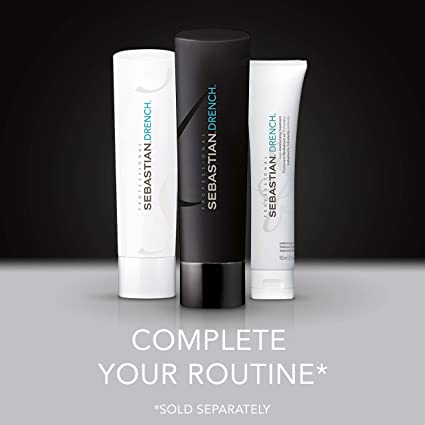 PROFESSIONAL
SEBASTIAN.DRENCH.
PROFESSIONAL
SEBASTIAN.DRENCH.
PROFESSIONAL
SEBASTIAN.DRENCH.
COMPLETE
YOUR ROUTINE*
*SOLD SEPARATELY